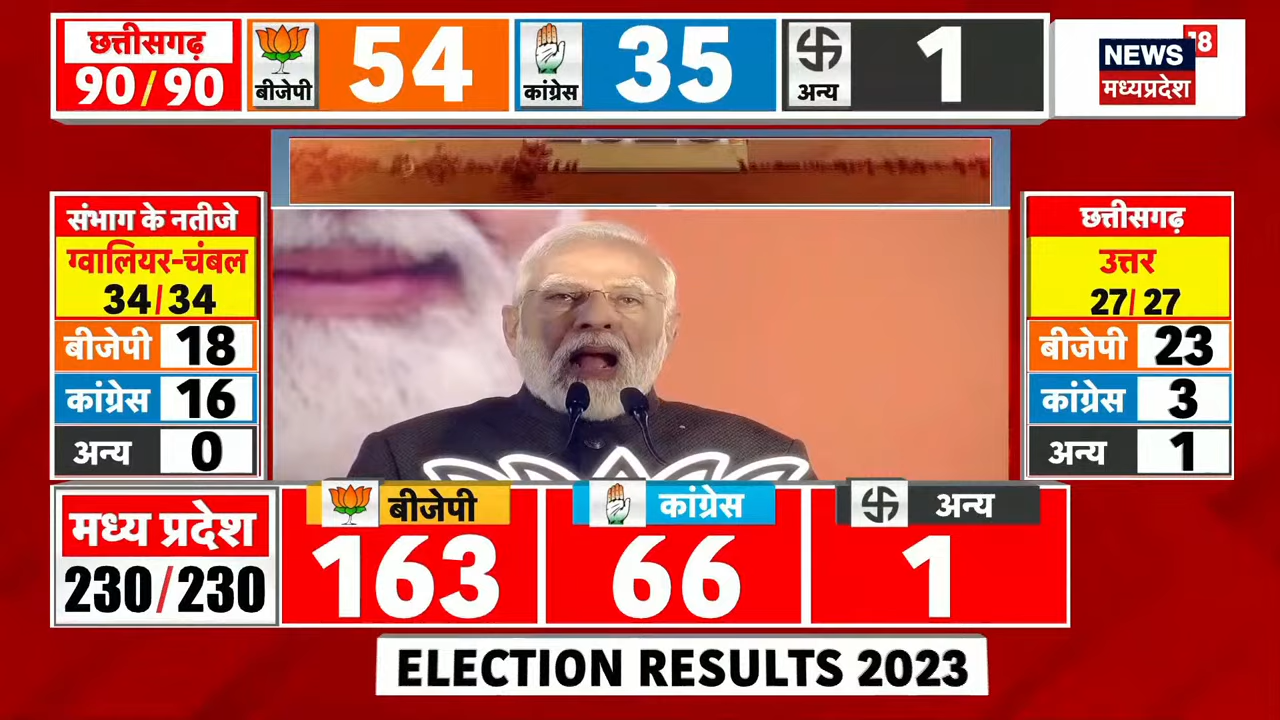 छत्तीसगढ़
90/90
बीजेपी
54
कांग्रेस
35
अन्य
1
18
NEWS
मध्यप्रदेश
संभाग के नतीजे
ग्वालियर-चंबल
34/34
बीजेपी 18
कांग्रेस 16
अन्य 0
छत्तीसगढ़
उत्तर
27/27
बीजेपी 23
कांग्रेस 3
अन्य 1
मध्य प्रदेश
230/230
बीजेपी
163
कांग्रेस
66
अन्य
1
ELECTION RESULTS 2023